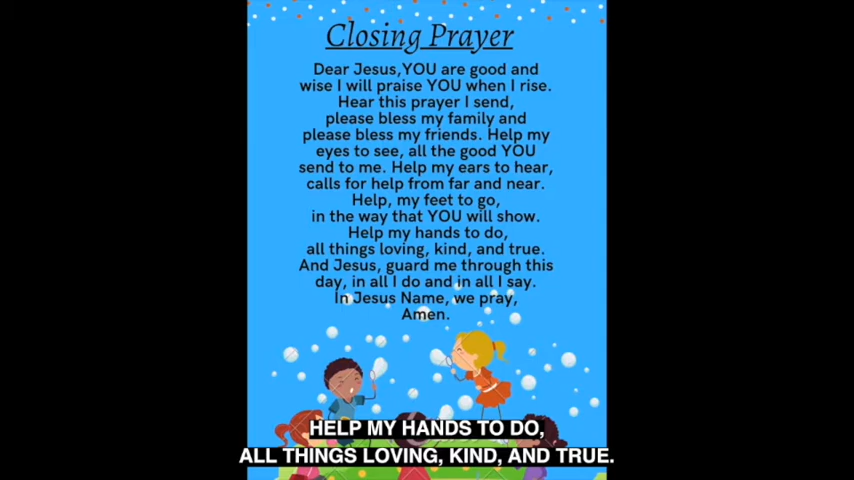 Closing Prayer
Dear Jesus,YOU are good and
wise I will praise YOU when I rise.
Hear this prayer I send,
please bless my family and
please bless my friends. Help my
eyes to see, all the good YOU
send to me. Help my ears to hear,
calls for help from far and near.
Help, my feet to go,
in the way that YOU will show.
Help my hands to do,
all things loving, kind, and true.
And Jesus, guard me through this
day, in all I do and in all I say.
In Jesus Name, we pray,
Amen.
HELP MY HANDS TO DO,
ALL THINGS LOVING, KIND, AND TRUE.